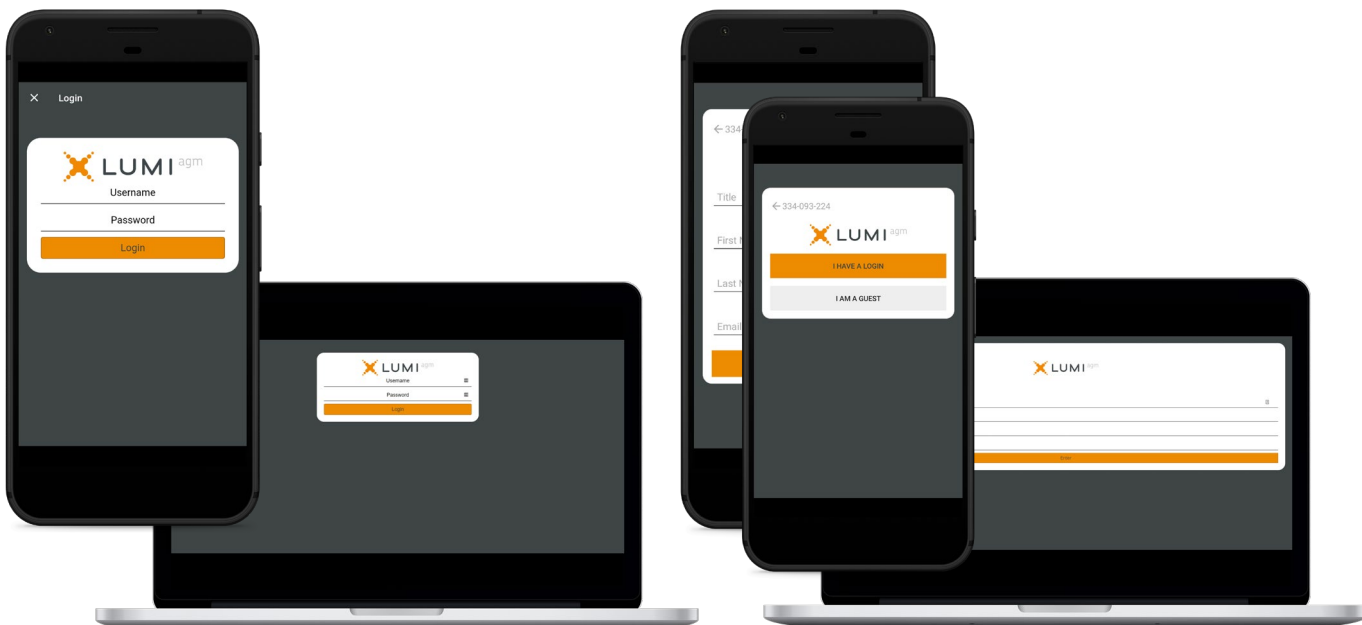 Login
LUMI agm
Username
Password
Login
LUMI agm
Username
Password
Login
334-
Title
First
Last
Email
334-093-224
LUMI agm
I HAVE A LOGIN
I AM A GUEST
LUMI agm
Enter